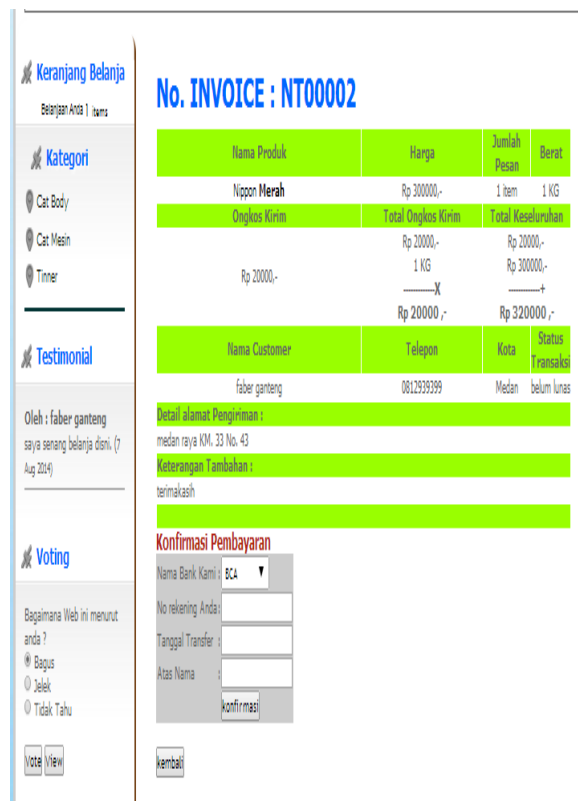 Keranjang Belanja
Belanjaan Anda 1 items
Kategori
Cat Body
Cat Mesin
Tinner
Testimonial
Oleh : faber ganteng
saya senang belanja disni. (7
Aug 2014)
Voting
Bagaimana Web ini menurut
anda ?
Bagus
Jelek
Tidak Tahu
Vote View
No. INVOICE : NT00002
Nama Produk Harga Jumlah Pesan Berat
Nippon Merah Rp 300000,- 1 item 1 KG
Ongkos Kirim Total Ongkos Kirim Total Keseluruhan
Rp 20000,- Rp 20000,-
1 KG Rp 300000,-
Rp 20000,-
------------X ------------+
Rp 20000 ,- Rp 320000 ,-
Nama Customer Telepon Kota Status Transaksi
faber ganteng 0812939399 Medan belum lunas
Detail alamat Pengiriman :
medan raya KM. 33 No. 43
Keterangan Tambahan :
terimakasih
Konfirmasi Pembayaran
Nama Bank Kami : BCA
No rekening Anda :
Tanggal Transfer :
Atas Nama :
konfirmasi
kembali